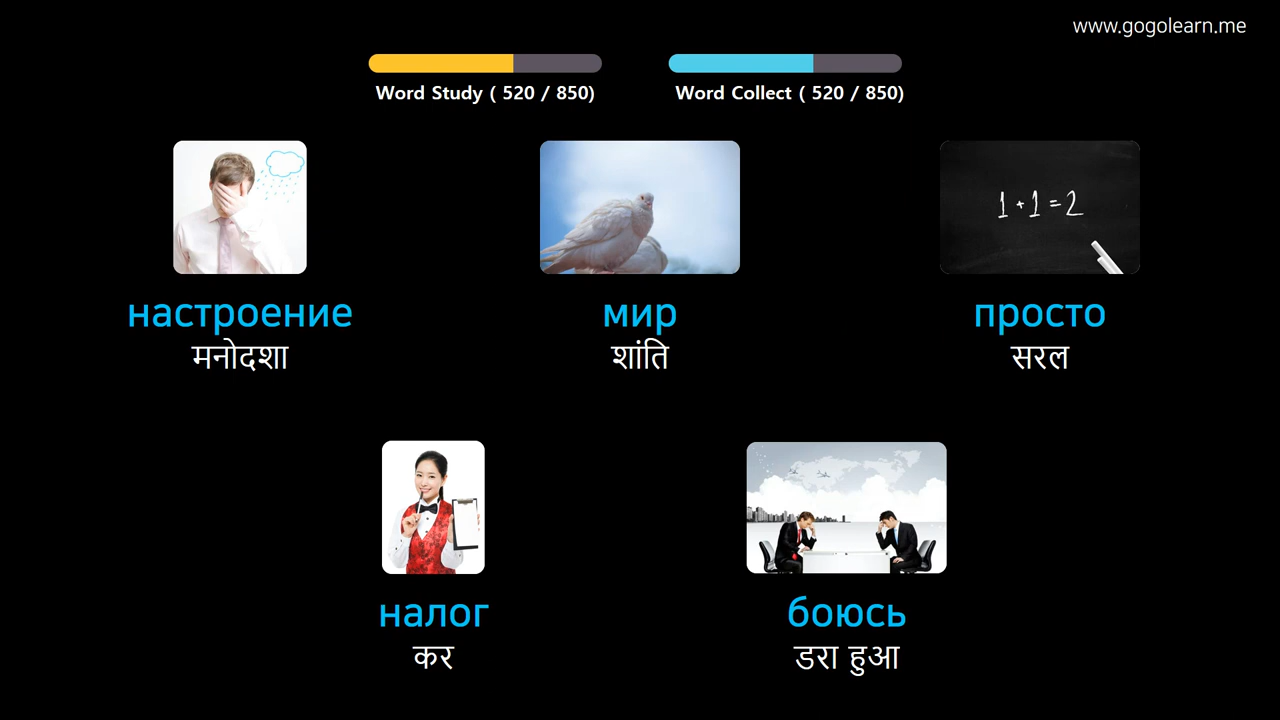 www.gogolearn.me
Word Study ( 520 / 850)
Word Collect ( 520 / 850)
1+1=2
настроение
मनोदशा
мир
शांति
просто
सरल
налог
कर
боюсь
डरा हुआ